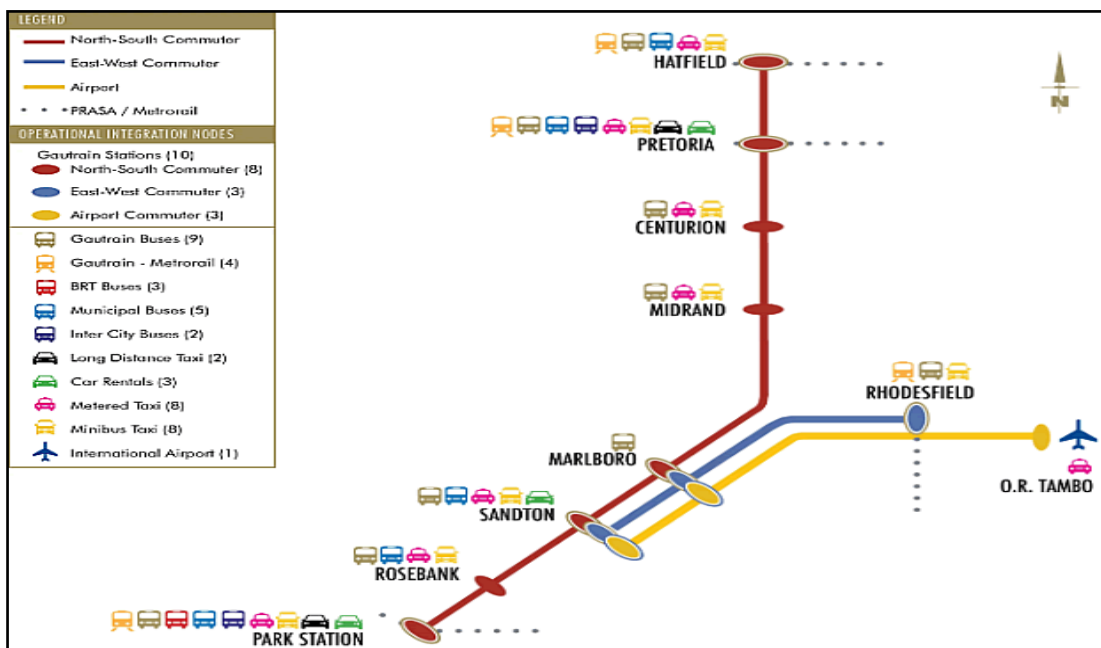 LEGEND
North-South Commuter
East-West Commuter
Airport
PRASA / Metrorail
OPERATIONAL INTEGRATION NODES
Gautrain Stations (10)
North-South Commuter (8)
East-West Commuter (3)
Airport Commuter (3)
Gautrain Buses (9)
Gautrain - Metrorail (4)
BRT Buses (3)
Municipal Buses (5)
Inter City Buses (2)
Long Distance Taxi (2)
Car Rentals (3)
Metered Taxi (8)
Minibus Taxi (8)
International Airport (1)
HATFIELD
N
PRETORIA
CENTURION
MIDRAND
RHODESFIELD
MARLBORO
O.R. TAMBO
SANDTON
ROSEBANK
PARK STATION